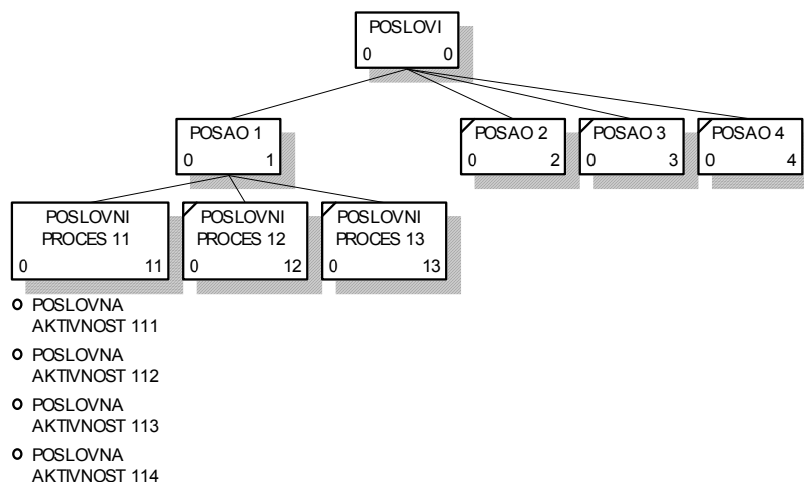 POSLOVI
0 0
POSAO 1
0 1
POSAO 2
0 2
POSAO 3
0 3
POSAO 4
0 4
POSLOVNI
PROCES 11
0 11
POSLOVNI
PROCES 12
0 12
POSLOVNI
PROCES 13
0 13
POSLOVNA
AKTIVNOST 111
POSLOVNA
AKTIVNOST 112
POSLOVNA
AKTIVNOST 113
POSLOVNA
AKTIVNOST 114